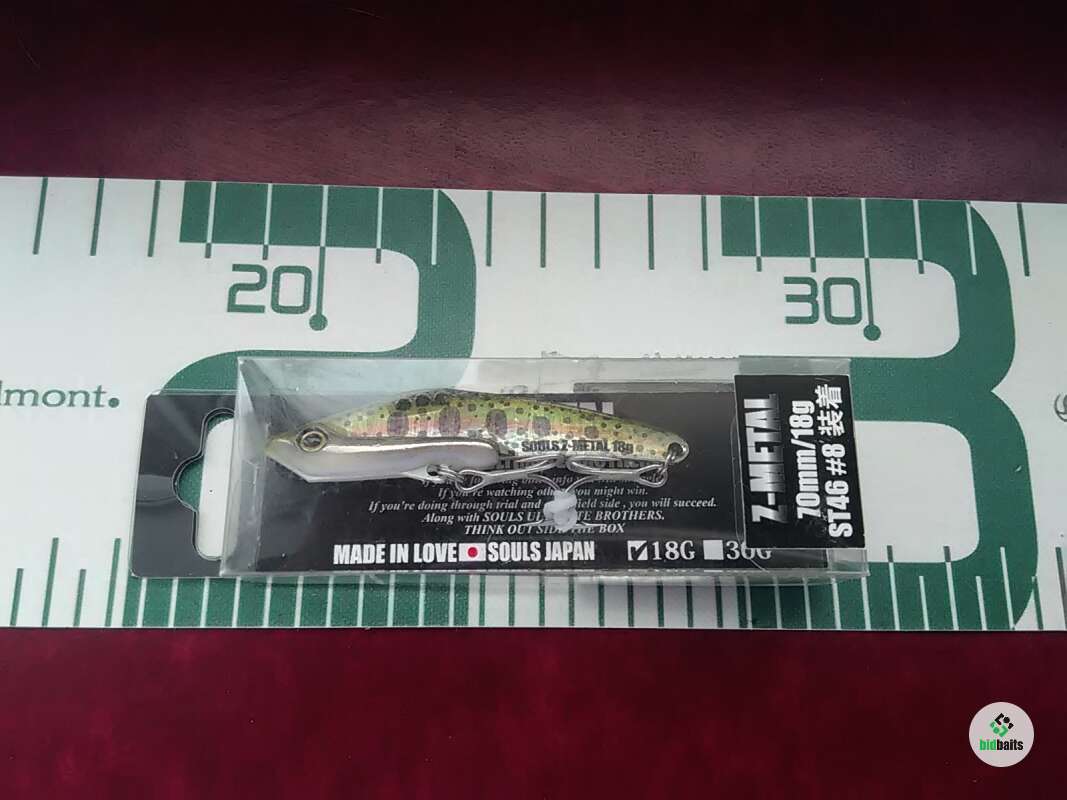 20
30
lmont.
SOULS Z-METAL 18g
If you're watching other you might win.
If you're doing through trial and field side , you will succeed.
Along with SOULS BROTHERS.
THINK OUT SIDE THE BOX
MADE IN LOVE SOULS JAPAN 18G 30G
Z-METAL
70mm/18g
ST46 #8 装着
2
3
bidbaits